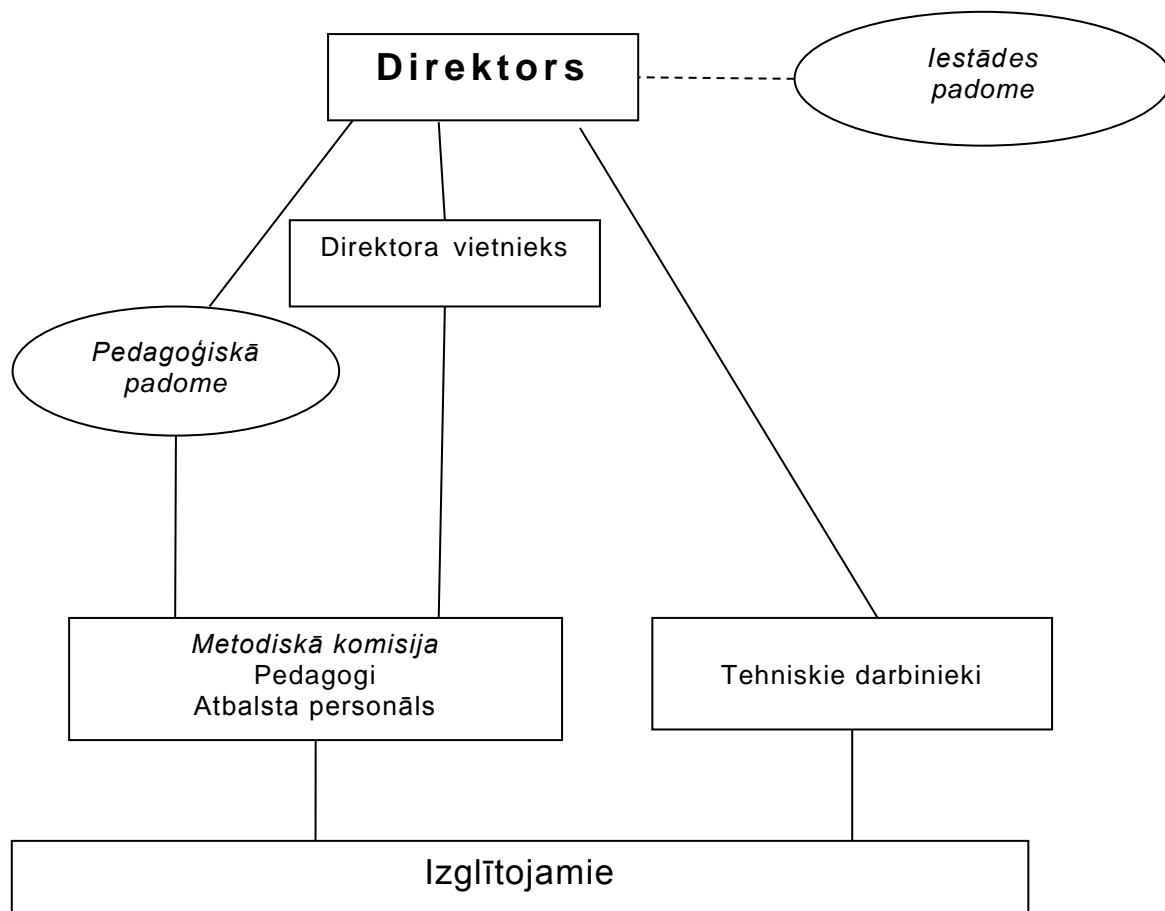 Direktors
Iestādes
padome
Direktora vietnieks
Pedagoģiskā
padome
Metodiskā komisija
Pedagogi
Atbalsta personāls
Tehniskie darbinieki
Izglītojamie